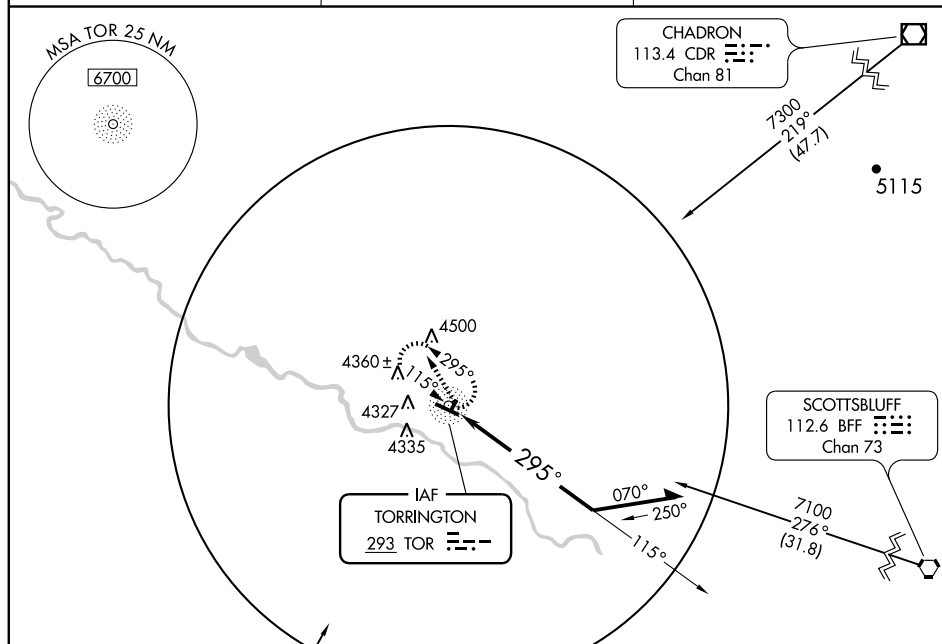 MSA TOR 25 NM
6700
CHADRON
113.4 CDR
Chan 81
7300
219°
(47.7)
5115
4500
4360 ±
295°
115°
4327
4335
295°
IAF
TORRINGTON
293 TOR
070°
250°
115°
SCOTTSBLUFF
112.6 BFF
Chan 73
7100
276°
(31.8)